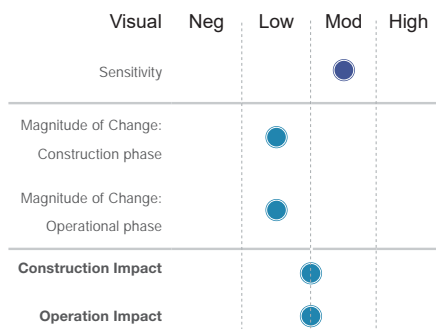 Visual Neg Low Mod High
Sensitivity
Magnitude of Change:
Construction phase
Magnitude of Change:
Operational phase
Construction Impact
Operation Impact